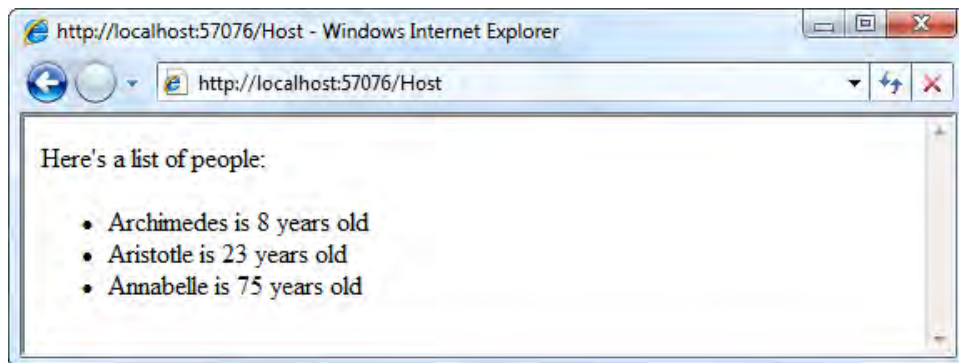 http://localhost:57076/Host - Windows Internet Explorer
http://localhost:57076/Host
Here's a list of people:
• Archimedes is 8 years old
• Aristotle is 23 years old
• Annabelle is 75 years old